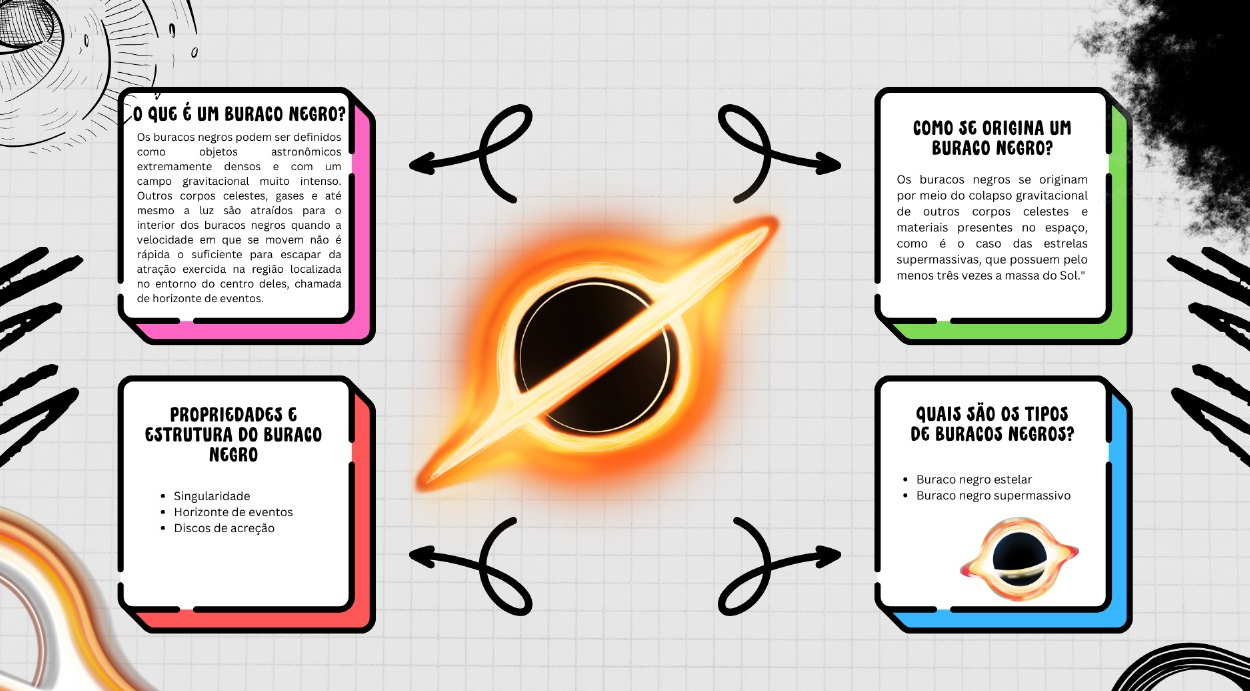 O QUE É UM BURACO NEGRO?
Os buracos negros podem ser definidos
como objetos astronômicos
extremamente densos e com um
campo gravitacional muito intenso.
Outros corpos celestes, gases e até
mesmo a luz são atraídos para o
interior dos buracos negros quando a
velocidade em que se movem não é
rápida o suficiente para escapar da
atração exercida na região localizada
no entorno do centro deles, chamada
de horizonte de eventos.
COMO SE ORIGINA UM
BURACO NEGRO?
Os buracos negros se originam
por meio do colapso gravitacional
de outros corpos celestes e
materiais presentes no espaço,
como é o caso das estrelas
supermassivas, que possuem pelo
menos três vezes a massa do Sol."
PROPRIEDADES E
ESTRUTURA DO BURACO
NEGRO
• Singularidade
• Horizonte de eventos
• Discos de acreção
QUAIS SÃO OS TIPOS
DE BURACOS NEGROS?
• Buraco negro estelar
• Buraco negro supermassivo